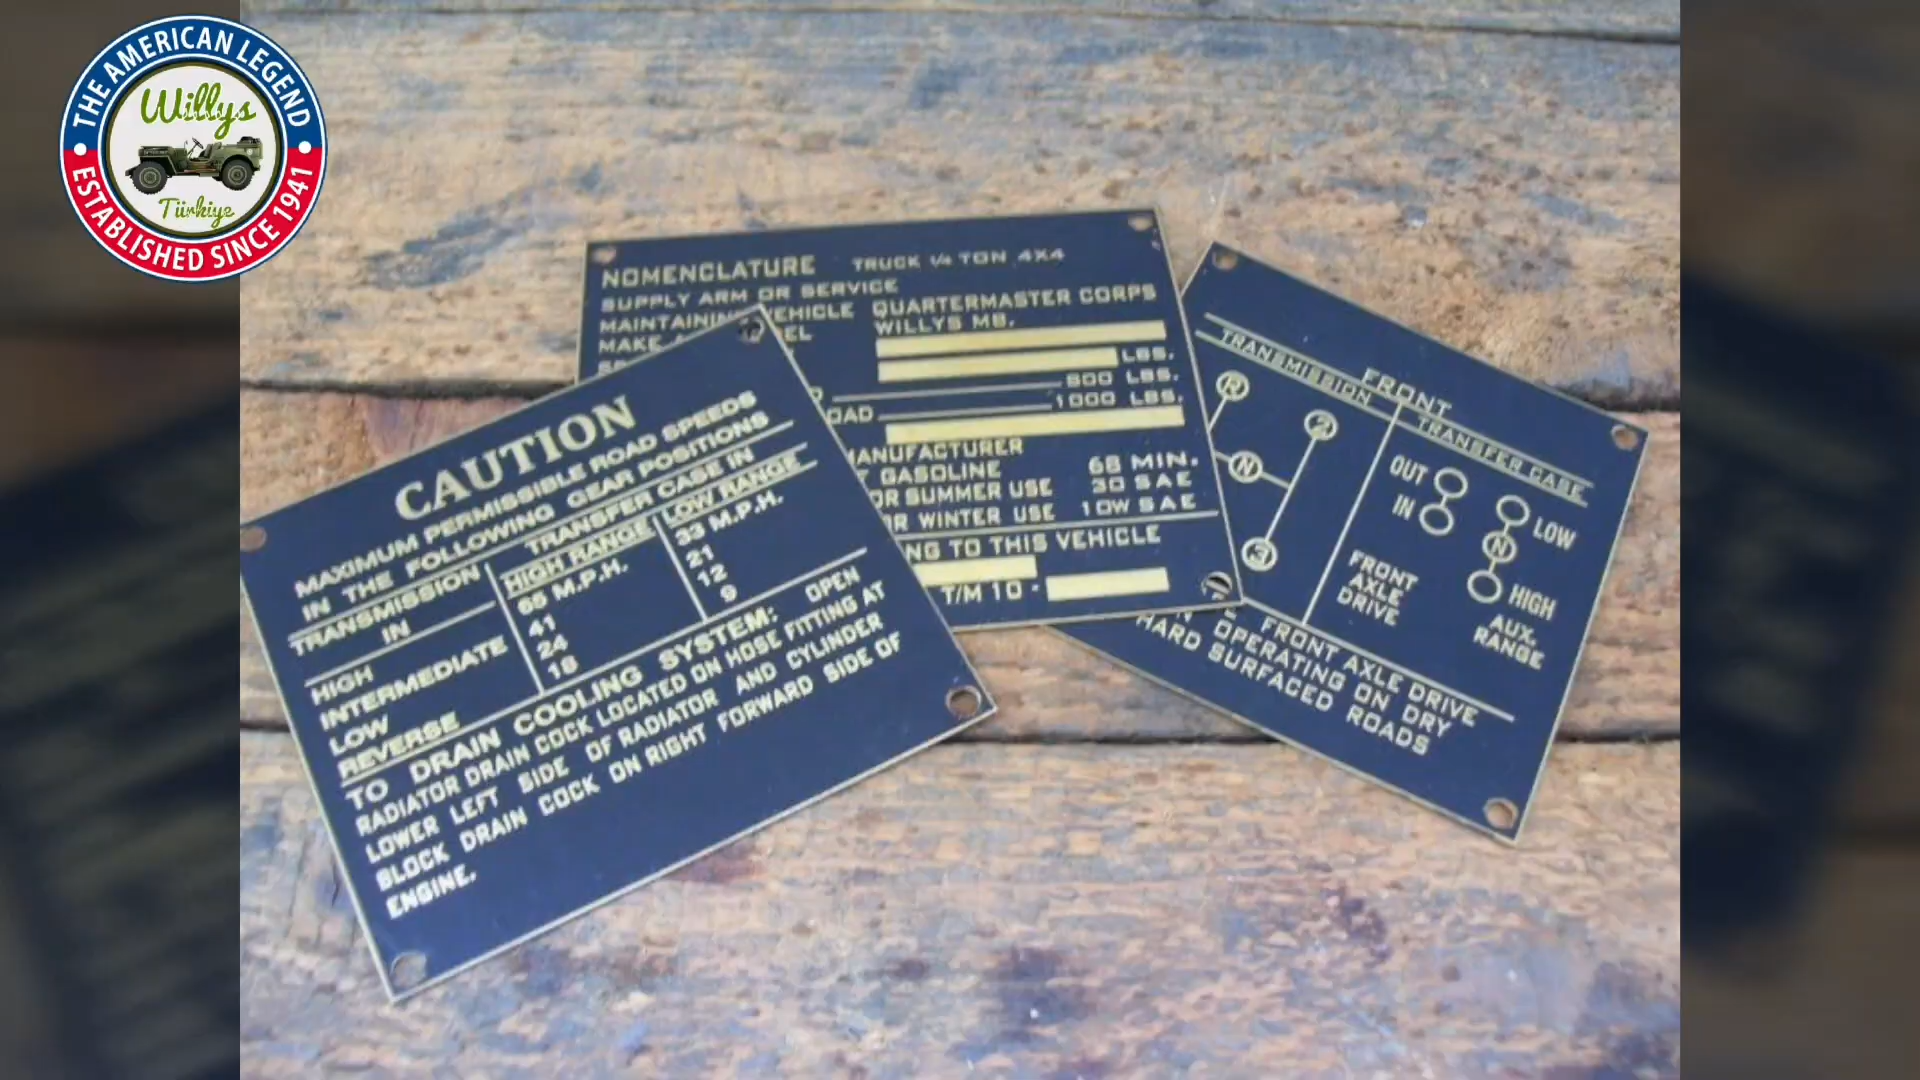 THE AMERICAN LEGEND
Willys
Türkiye
ESTABLISHED SINCE 1941
NOMENCLATURE TRUCK 1/4 TON 4X4
SUPPLY ARM OR SERVICE
MAINTAINING VEHICLE QUARTERMASTER CORPS
MAKE WILLYS MB.
LBS.
800 LBS.
1000 LBS.
MANUFACTURER
GASOLINE 68 MIN.
OR SUMMER USE 30 SAE
WINTER USE 10W SAE
TO THIS VEHICLE
T/M 10 -
CAUTION
MAXIMUM PERMISSIBLE ROAD SPEEDS
IN THE FOLLOWING GEAR POSITIONS
TRANSMISSION IN
TRANSFER CASE IN
HIGH RANGE LOW RANGE
HIGH 65 M.P.H. 33 M.P.H.
INTERMEDIATE 41 21
LOW 24 12
REVERSE 18 9
TO DRAIN COOLING SYSTEM: OPEN
RADIATOR DRAIN COCK LOCATED ON HOSE FITTING AT
LOWER LEFT SIDE OF RADIATOR AND CYLINDER
BLOCK DRAIN COCK ON RIGHT FORWARD SIDE OF
ENGINE.
FRONT
TRANSMISSION TRANSFER CASE
R 2
N
3
OUT
IN
FRONT
AXLE
DRIVE
LOW
N
HIGH
AUX.
RANGE
FRONT AXLE DRIVE
OPERATING ON DRY
HARD SURFACED ROADS